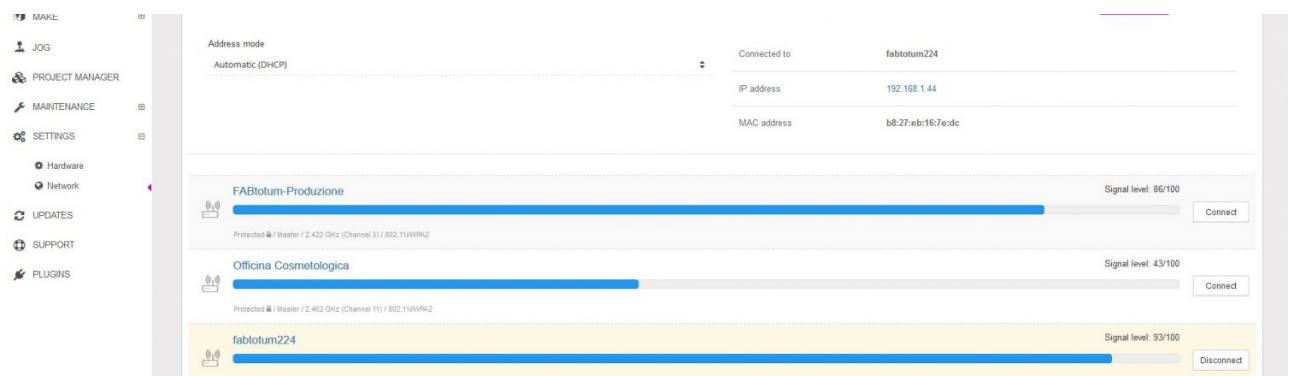 MAKE
JOG
PROJECT MANAGER
MAINTENANCE
SETTINGS
Hardware
Network
UPDATES
SUPPORT
PLUGINS
Address mode
Automatic (DHCP)
Connected to fabtotum224
IP address 192.168.1.44
MAC address b8:27:eb:16:7e:dc
FABtotum-Produzione Signal level: 86/100
Connect
Protected / Master / 2.422 GHz (Channel 3) / 802.11i/WPA2
Officina Cosmetologica Signal level: 43/100
Connect
Protected / Master / 2.462 GHz (Channel 11) / 802.11i/WPA2
fabtotum224 Signal level: 93/100
Disconnect